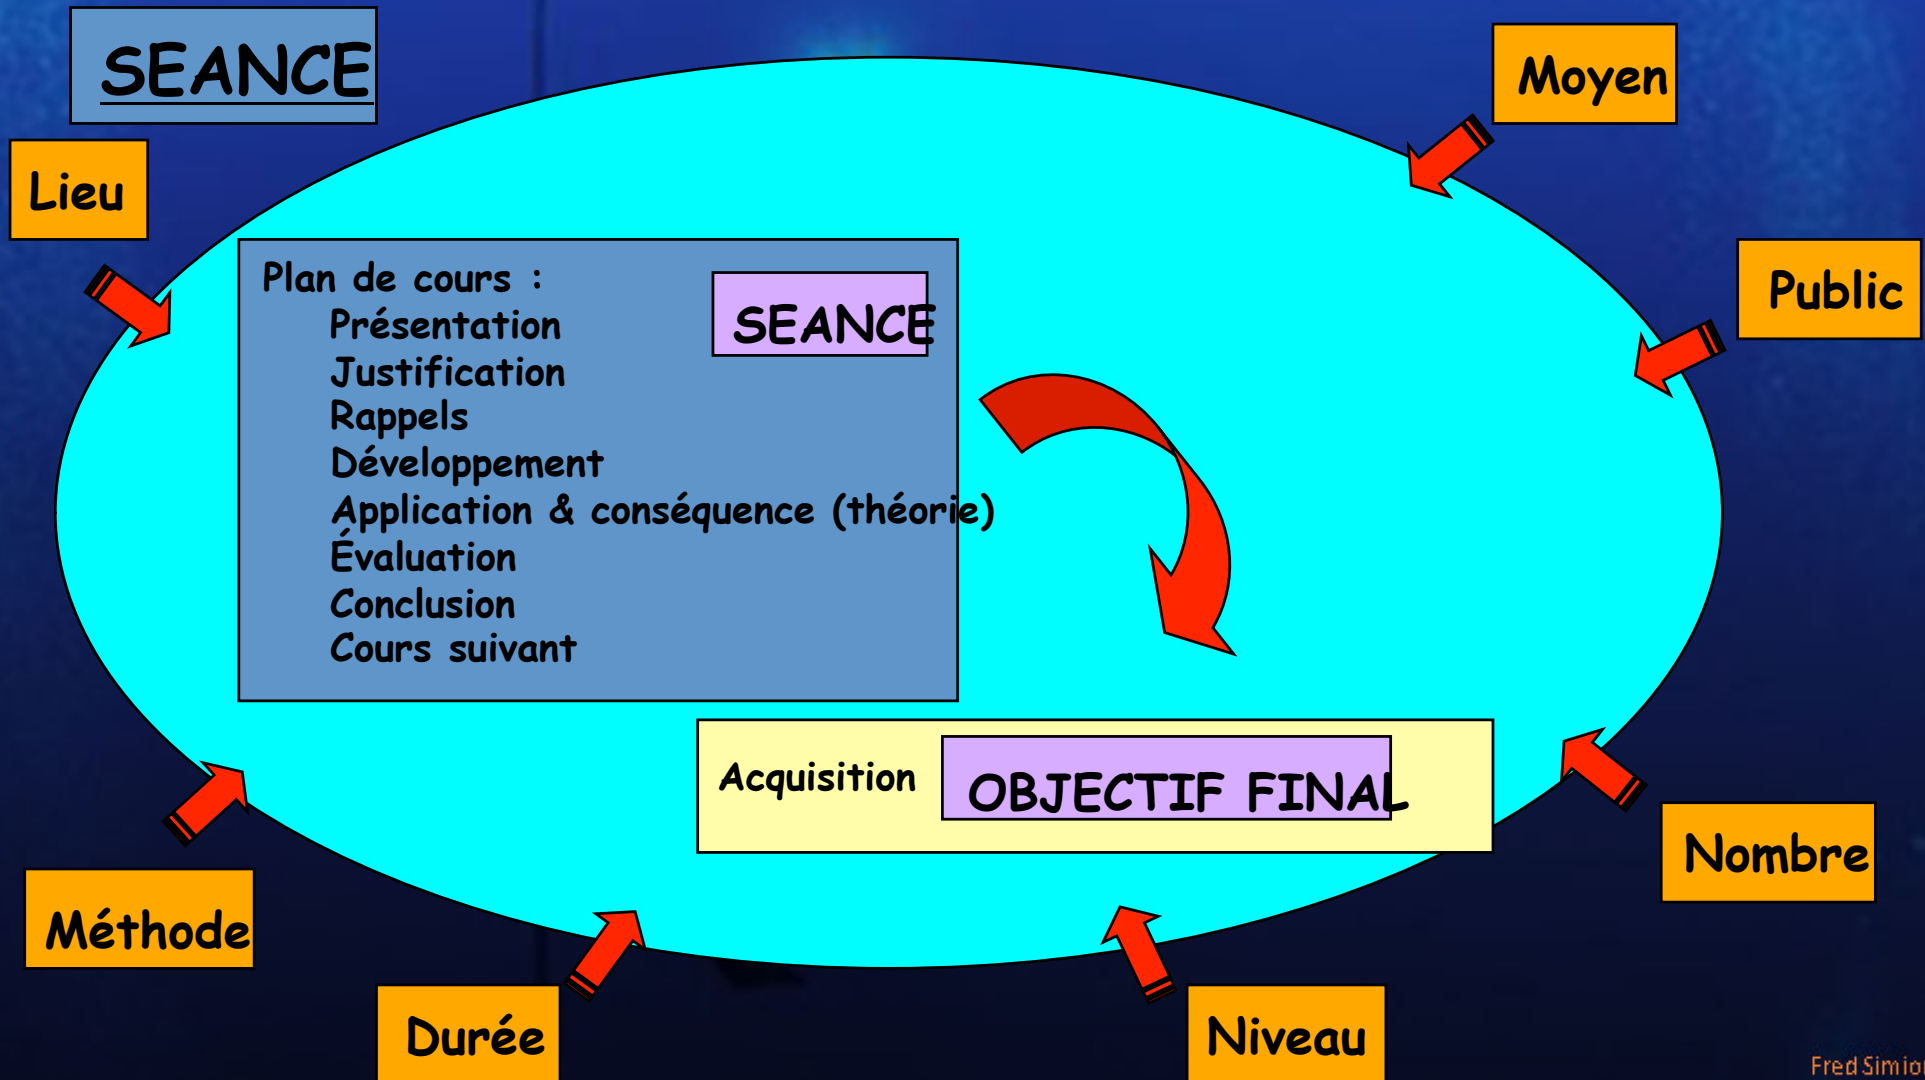 SEANCE
Moyen
Lieu
Public
Plan de cours :
SEANCE
Présentation
Justification
Rappels
Développement
Application & conséquence (théorie)
Évaluation
Conclusion
Cours suivant
Acquisition
OBJECTIF FINAL
Nombre
Méthode
Durée
Niveau
Fred